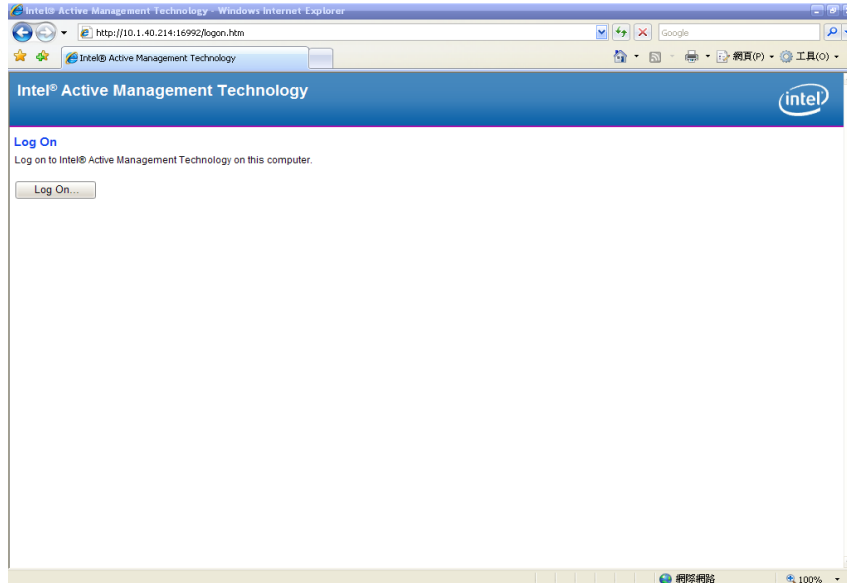 Intel® Active Management Technology - Windows Internet Explorer
http://10.1.40.214:16992/logon.htm
Google
Intel® Active Management Technology
網頁(P)
工具(O)
Intel® Active Management Technology
intel
Log On
Log on to Intel® Active Management Technology on this computer.
Log On...
網際網路
100%